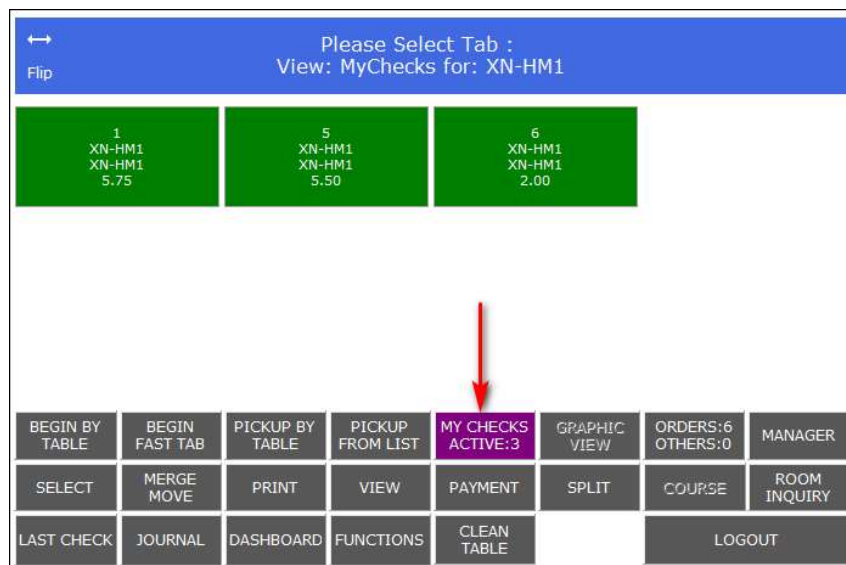 Flip
Please Select Tab :
View: MyChecks for: XN-HM1
1
XN-HM1
XN-HM1
5.75
5
XN-HM1
XN-HM1
5.50
6
XN-HM1
XN-HM1
2.00
BEGIN BY
TABLE
BEGIN
FAST TAB
PICKUP BY
TABLE
PICKUP
FROM LIST
MY CHECKS
ACTIVE:3
GRAPHIC
VIEW
ORDERS:6
OTHERS:0
MANAGER
SELECT
MERGE
MOVE
PRINT
VIEW
PAYMENT
SPLIT
COURSE
ROOM
INQUIRY
LAST CHECK
JOURNAL
DASHBOARD
FUNCTIONS
CLEAN
TABLE
LOGOUT